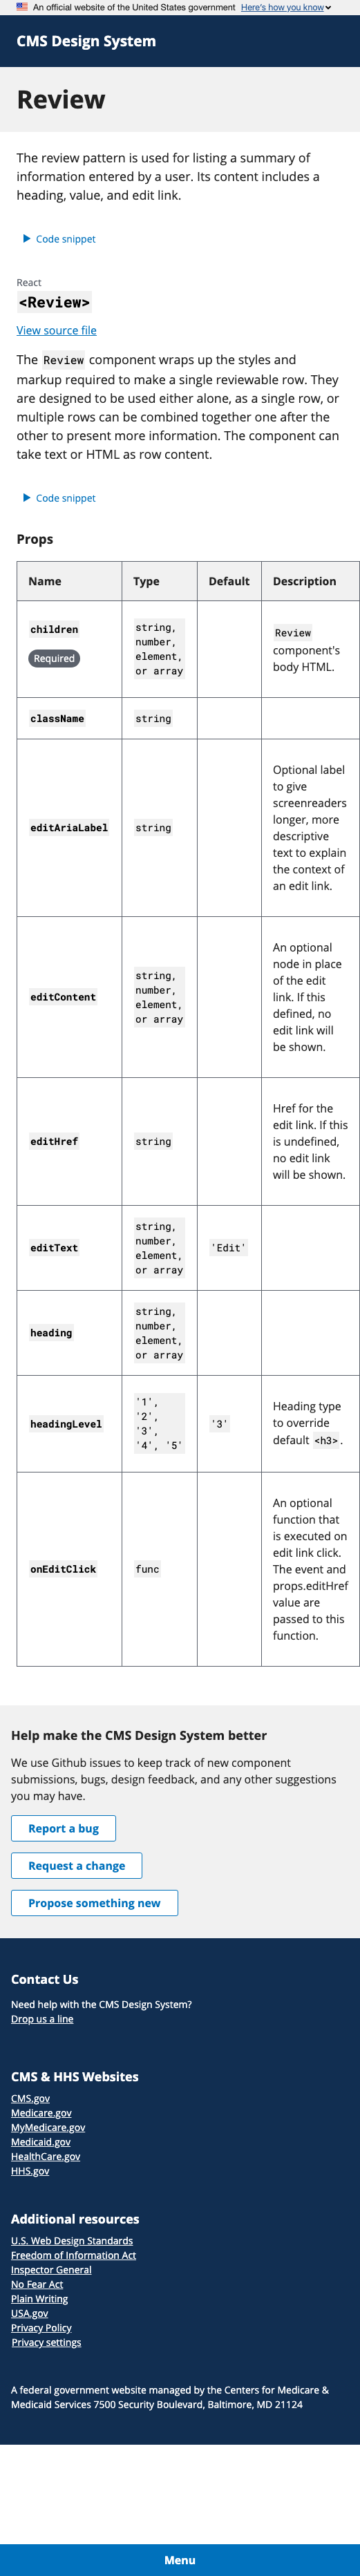 An official website of the United States government Here's how you know
CMS Design System
Review
The review pattern is used for listing a summary of
information entered by a user. Its content includes a
heading, value, and edit link.
Code snippet
React
<Review>
View source file
The Review component wraps up the styles and
markup required to make a single reviewable row. They
are designed to be used either alone, as a single row, or
multiple rows can be combined together one after the
other to present more information. The component can
take text or HTML as row content.
Code snippet
Props
Name Type Default Description
children
Required
string,
number,
element,
or array
Review
component's
body HTML.
className string
editAriaLabel string
Optional label
to give
screenreaders
longer, more
descriptive
text to explain
the context of
an edit link.
editContent
string,
number,
element,
or array
An optional
node in place
of the edit
link. If this
defined, no
edit link will
be shown.
editHref string
Href for the
edit link. If this
is undefined,
no edit link
will be shown.
editText
string,
number,
element,
or array
'Edit'
heading
string,
number,
element,
or array
headingLevel
'1',
'2',
'3',
'4', '5'
'3'
Heading type
to override
default <h3>.
onEditClick func
An optional
function that
is executed on
edit link click.
The event and
props.editHref
value are
passed to this
function.
Help make the CMS Design System better
We use Github issues to keep track of new component
submissions, bugs, design feedback, and any other suggestions
you may have.
Report a bug
Request a change
Propose something new
Contact Us
Need help with the CMS Design System?
Drop us a line
CMS & HHS Websites
CMS.gov
Medicare.gov
MyMedicare.gov
Medicaid.gov
HealthCare.gov
HHS.gov
Additional resources
U.S. Web Design Standards
Freedom of Information Act
Inspector General
No Fear Act
Plain Writing
USA.gov
Privacy Policy
Privacy settings
A federal government website managed by the Centers for Medicare &
Medicaid Services 7500 Security Boulevard, Baltimore, MD 21124
Menu